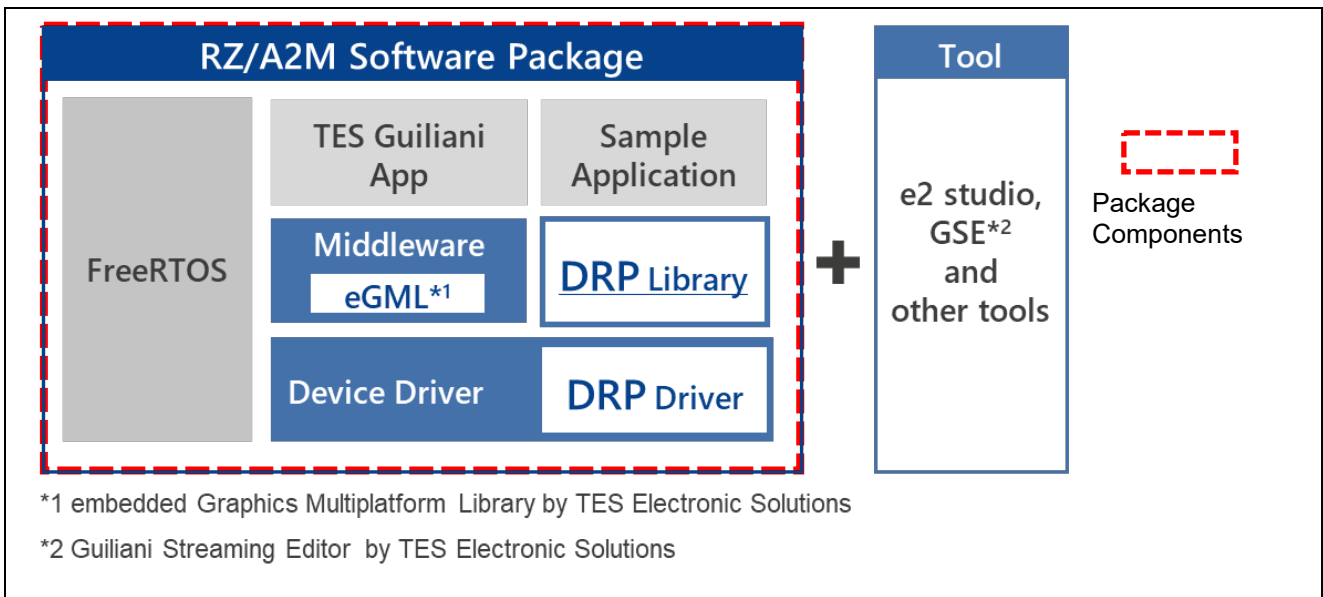 RZ/A2M Software Package
FreeRTOS
TES Guiliani
App
Sample
Application
Middleware
eGML*1
DRP Library
Device Driver
DRP Driver
+
Tool
e2 studio,
GSE*2
and
other tools
Package
Components
*1 embedded Graphics Multiplatform Library by TES Electronic Solutions
*2 Guiliani Streaming Editor by TES Electronic Solutions